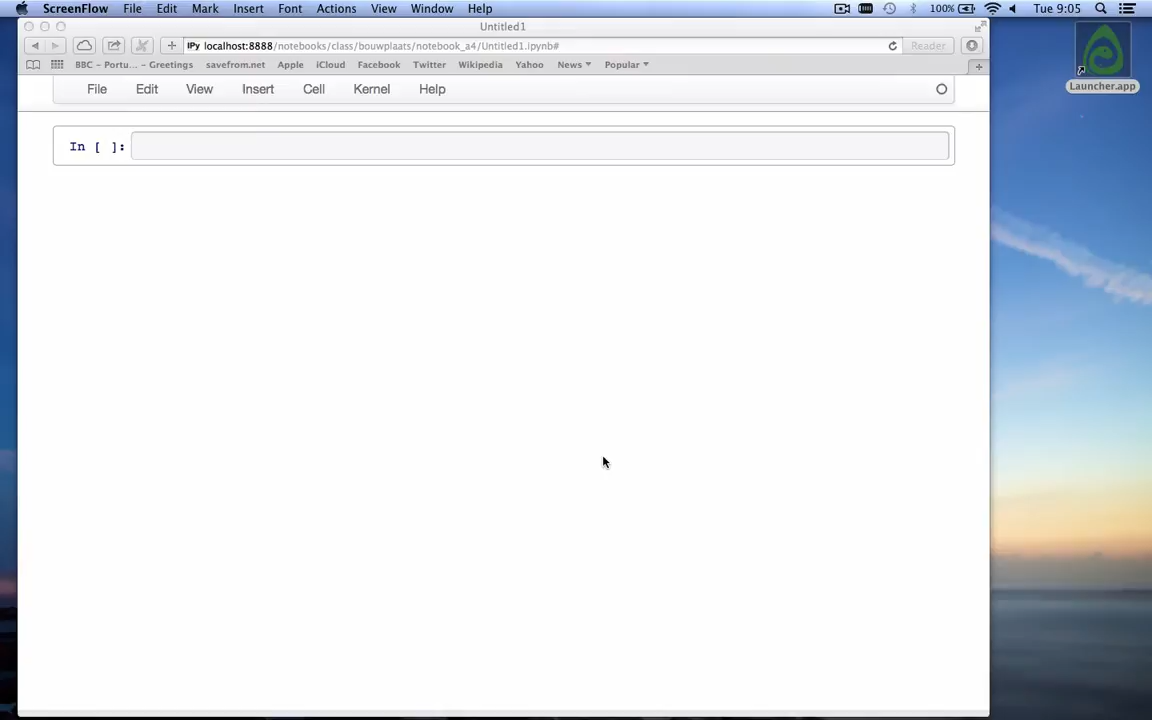 ScreenFlow File Edit Mark Insert Font Actions View Window Help 100% Tue 9:05
Untitled1
IPy localhost:8888/notebooks/class/bouwplaats/notebook_a4/Untitled1.ipynb# Reader
BBC – Portu... – Greetings savefrom.net Apple iCloud Facebook Twitter Wikipedia Yahoo News Popular
File Edit View Insert Cell Kernel Help
Launcher.app
In [ ]: